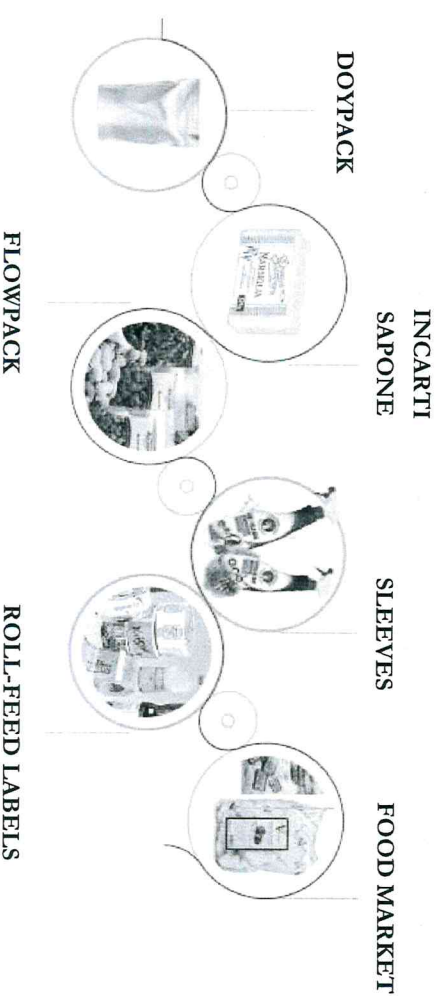 DOYPACK
INCARTI
SAPONE
FLOWPACK
SLEEVES
ROLL-FEED LABELS
FOOD MARKET